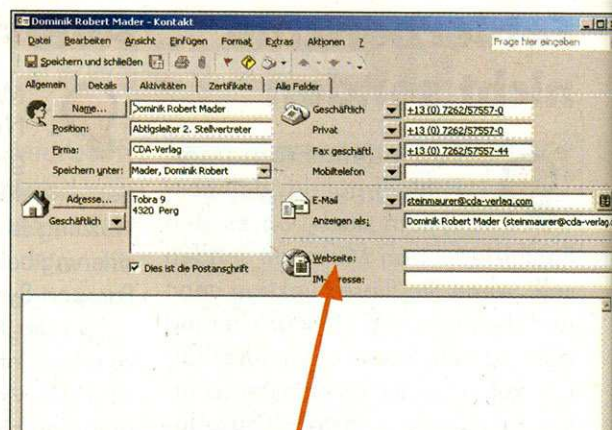 Dominik Robert Mader - Kontakt
Datei Bearbeiten Ansicht Einfügen Format Extras Aktionen ?
Frage hier eingeben
Speichern und schließen
Allgemein Details Aktivitäten Zertifikate Alle Felder
Name... Dominik Robert Mader
Position: Abtigsleiter 2. Stellvertreter
Firma: CDA-Verlag
Speichern unter: Mader, Dominik Robert
Geschäftlich +13 (0) 7262/57557-0
Privat +13 (0) 7262/57557-0
Fax geschäftl. +13 (0) 7262/57557-44
Mobiltelefon
Adresse... Tobra 9
4320 Perg
Geschäftlich
Dies ist die Postanschrift
E-Mail steinmaurer@cda-verlag.com
Anzeigen als: Dominik Robert Mader (steinmaurer@cda-verlag.
Webseite: